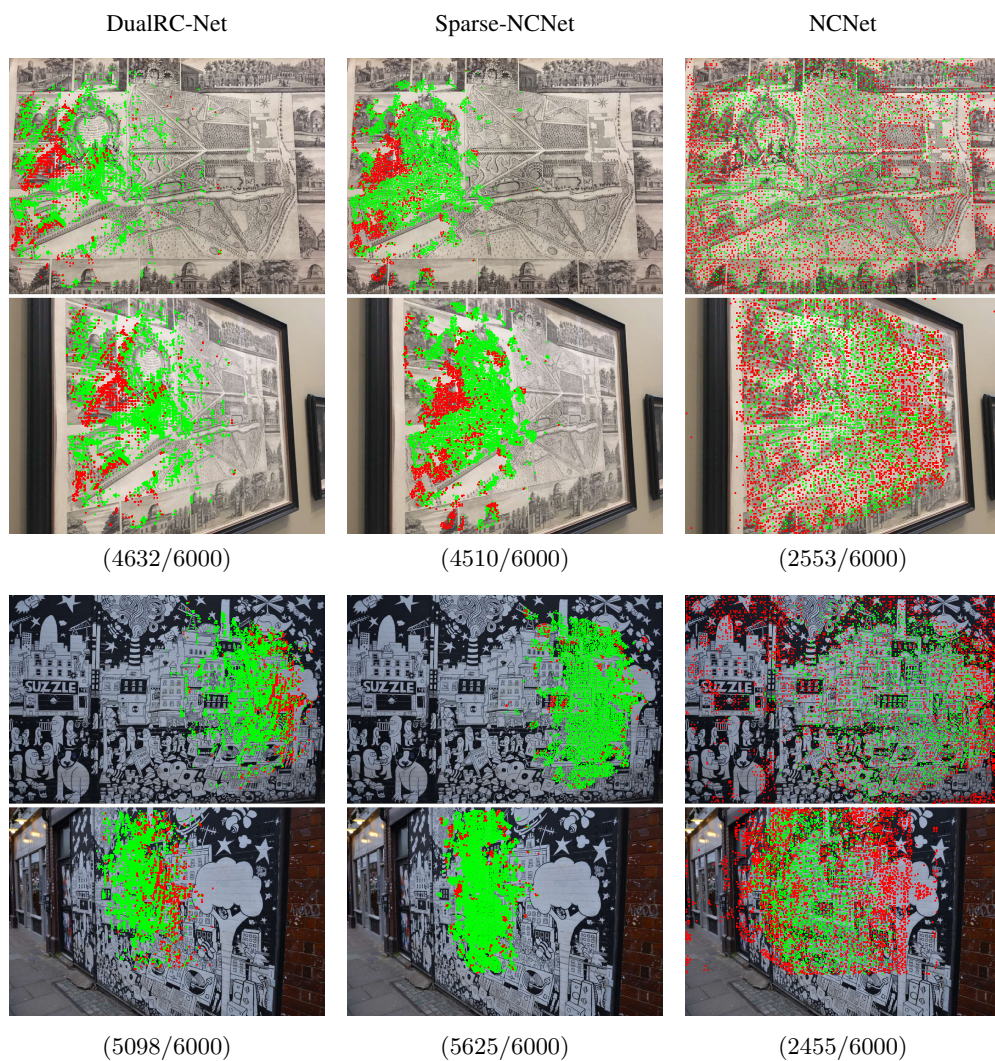 DualRC-Net Sparse-NCNet NCNet
(4632/6000) (4510/6000) (2553/6000)
SUZZLE SUZZLE SUZZLE
(5098/6000) (5625/6000) (2455/6000)